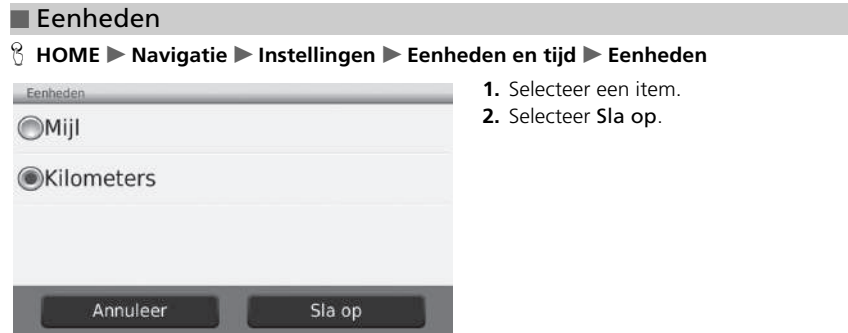 ■ Eenheden
HOME ▶ Navigatie ▶ Instellingen ▶ Eenheden en tijd ▶ Eenheden
Eenheden
Mijl
Kilometers
Annuleer
Sla op
1. Selecteer een item.
2. Selecteer Sla op.